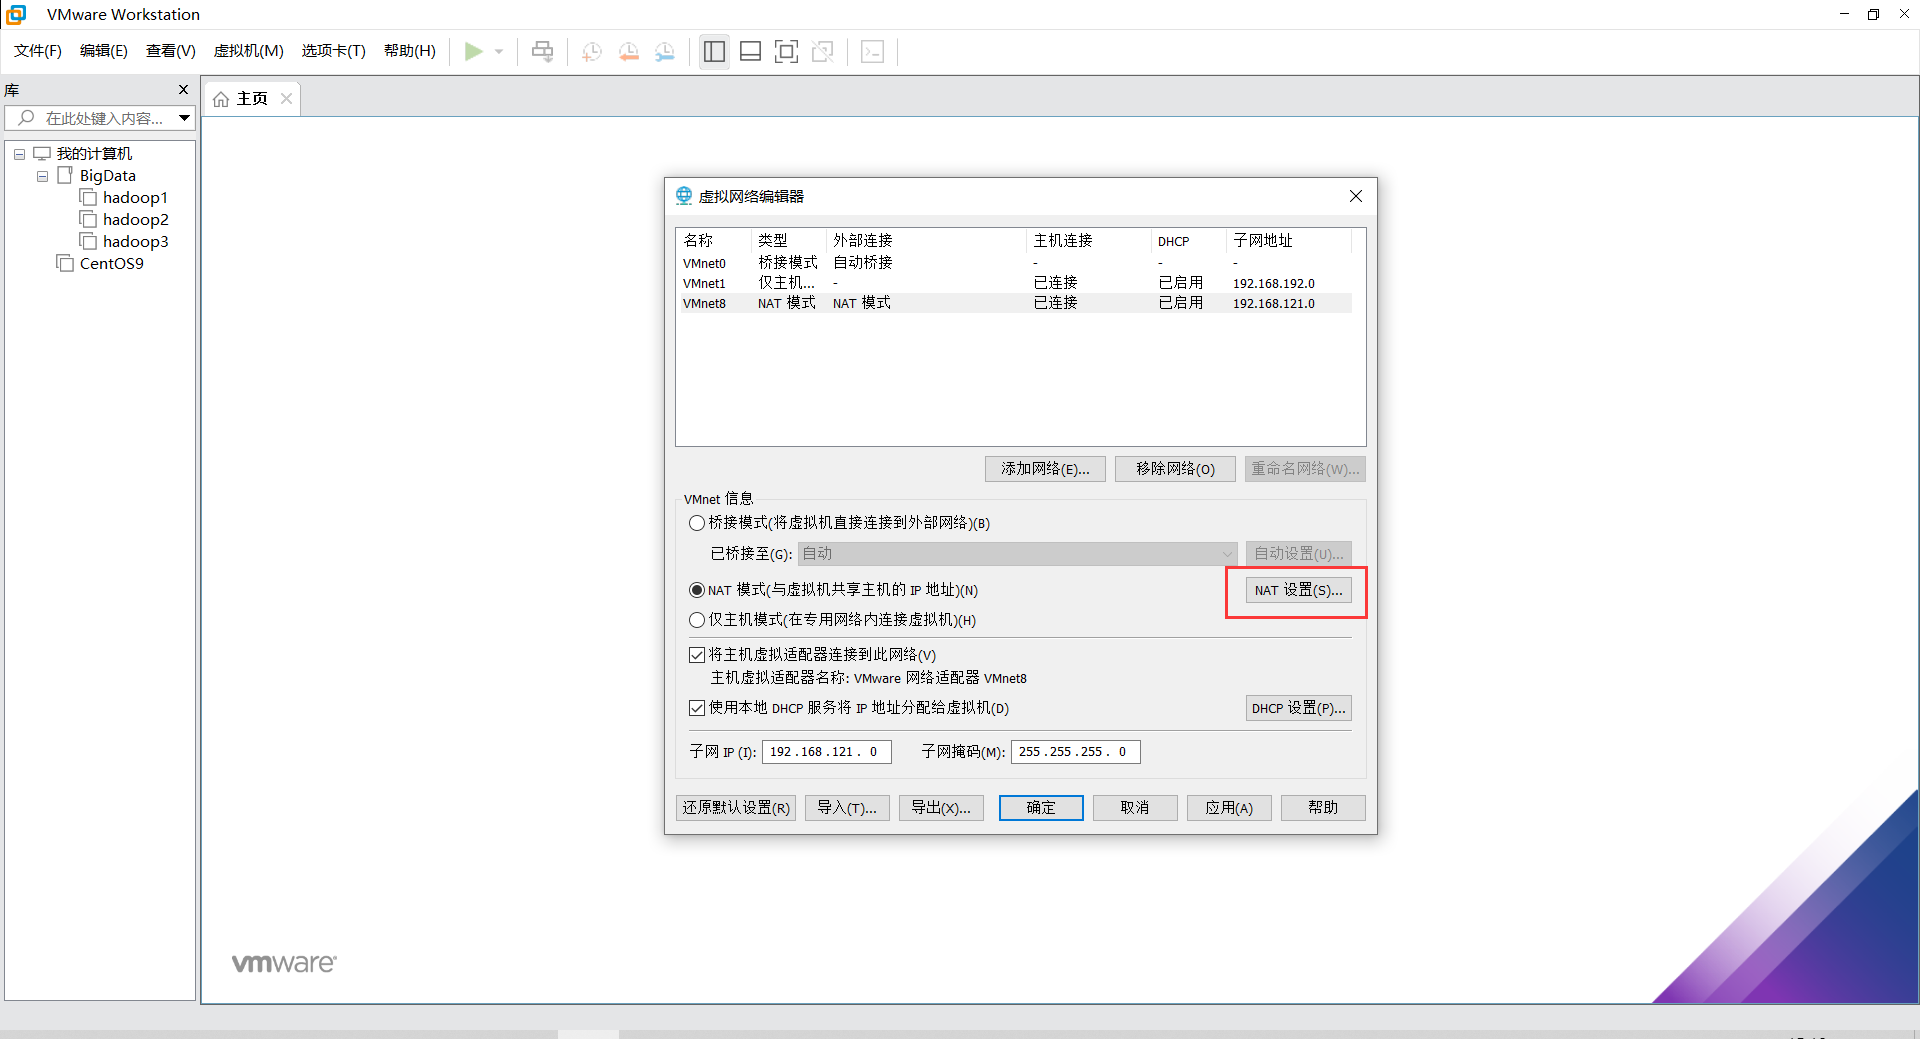 VMware Workstation
文件(F) 编辑(E) 查看(V) 虚拟机(M) 选项卡(T) 帮助(H)
库
主页
在此处键入内容...
我的计算机
BigData
hadoop1
hadoop2
hadoop3
CentOS9
虚拟网络编辑器
名称 类型 外部连接 主机连接 DHCP 子网地址
VMnet0 桥接模式 自动桥接 - - -
VMnet1 仅主机... - 已连接 已启用 192.168.192.0
VMnet8 NAT 模式 NAT 模式 已连接 已启用 192.168.121.0
添加网络(E)... 移除网络(O) 重命名网络(W)...
VMnet 信息
桥接模式(将虚拟机直接连接到外部网络)(B)
已桥接至(G): 自动 自动设置(U)...
NAT 模式(与虚拟机共享主机的 IP 地址)(N) NAT 设置(S)...
仅主机模式(在专用网络内连接虚拟机)(H)
将主机虚拟适配器连接到此网络(V)
主机虚拟适配器名称: VMware 网络适配器 VMnet8
使用本地 DHCP 服务将 IP 地址分配给虚拟机(D) DHCP 设置(P)...
子网 IP (I): 192 . 168 . 121 . 0 子网掩码(M): 255 . 255 . 255 . 0
还原默认设置(R) 导入(T)... 导出(X)... 确定 取消 应用(A) 帮助
vmware